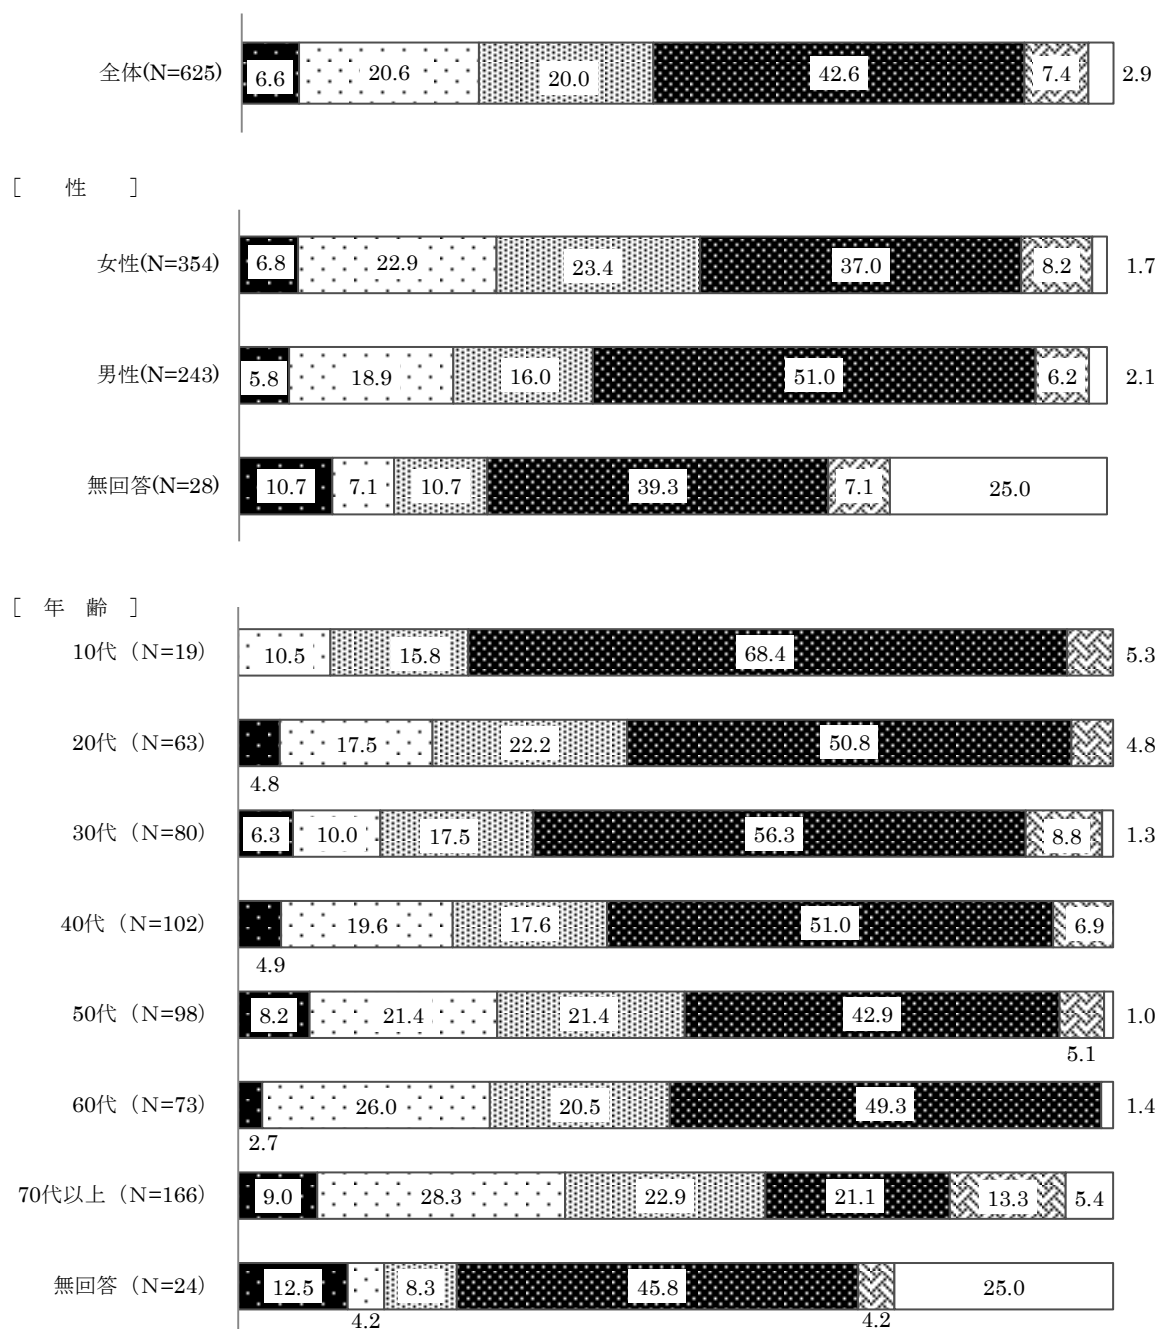 全体(N=625) 6.6 20.6 20.0 42.6 7.4 2.9
[ 性 ]
女性(N=354) 6.8 22.9 23.4 37.0 8.2 1.7
男性(N=243) 5.8 18.9 16.0 51.0 6.2 2.1
無回答(N=28) 10.7 7.1 10.7 39.3 7.1 25.0
[ 年 齢 ]
10代（N=19） 10.5 15.8 68.4 5.3
20代（N=63） 17.5 22.2 50.8 4.8
4.8
30代（N=80） 6.3 10.0 17.5 56.3 8.8 1.3
40代（N=102） 19.6 17.6 51.0 6.9
4.9
50代（N=98） 8.2 21.4 21.4 42.9 1.0
5.1
60代（N=73） 26.0 20.5 49.3 1.4
2.7
70代以上（N=166） 9.0 28.3 22.9 21.1 13.3 5.4
無回答（N=24） 12.5 8.3 45.8 25.0
4.2 4.2